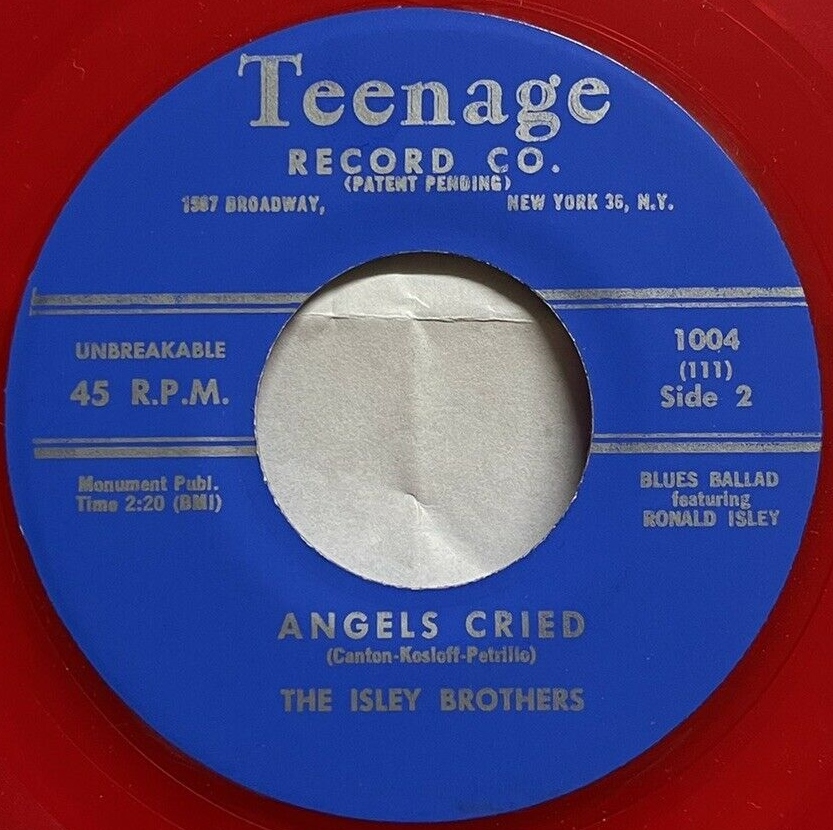 Teenage
RECORD CO.
(PATENT PENDING)
1587 BROADWAY, NEW YORK 36, N.Y.
UNBREAKABLE
45 R.P.M.
1004
(111)
Side 2
Monument Publ.
Time 2:20 (BMI)
BLUES BALLAD
featuring
RONALD ISLEY
ANGELS CRIED
(Canton-Kosloff-Petrillo)
THE ISLEY BROTHERS